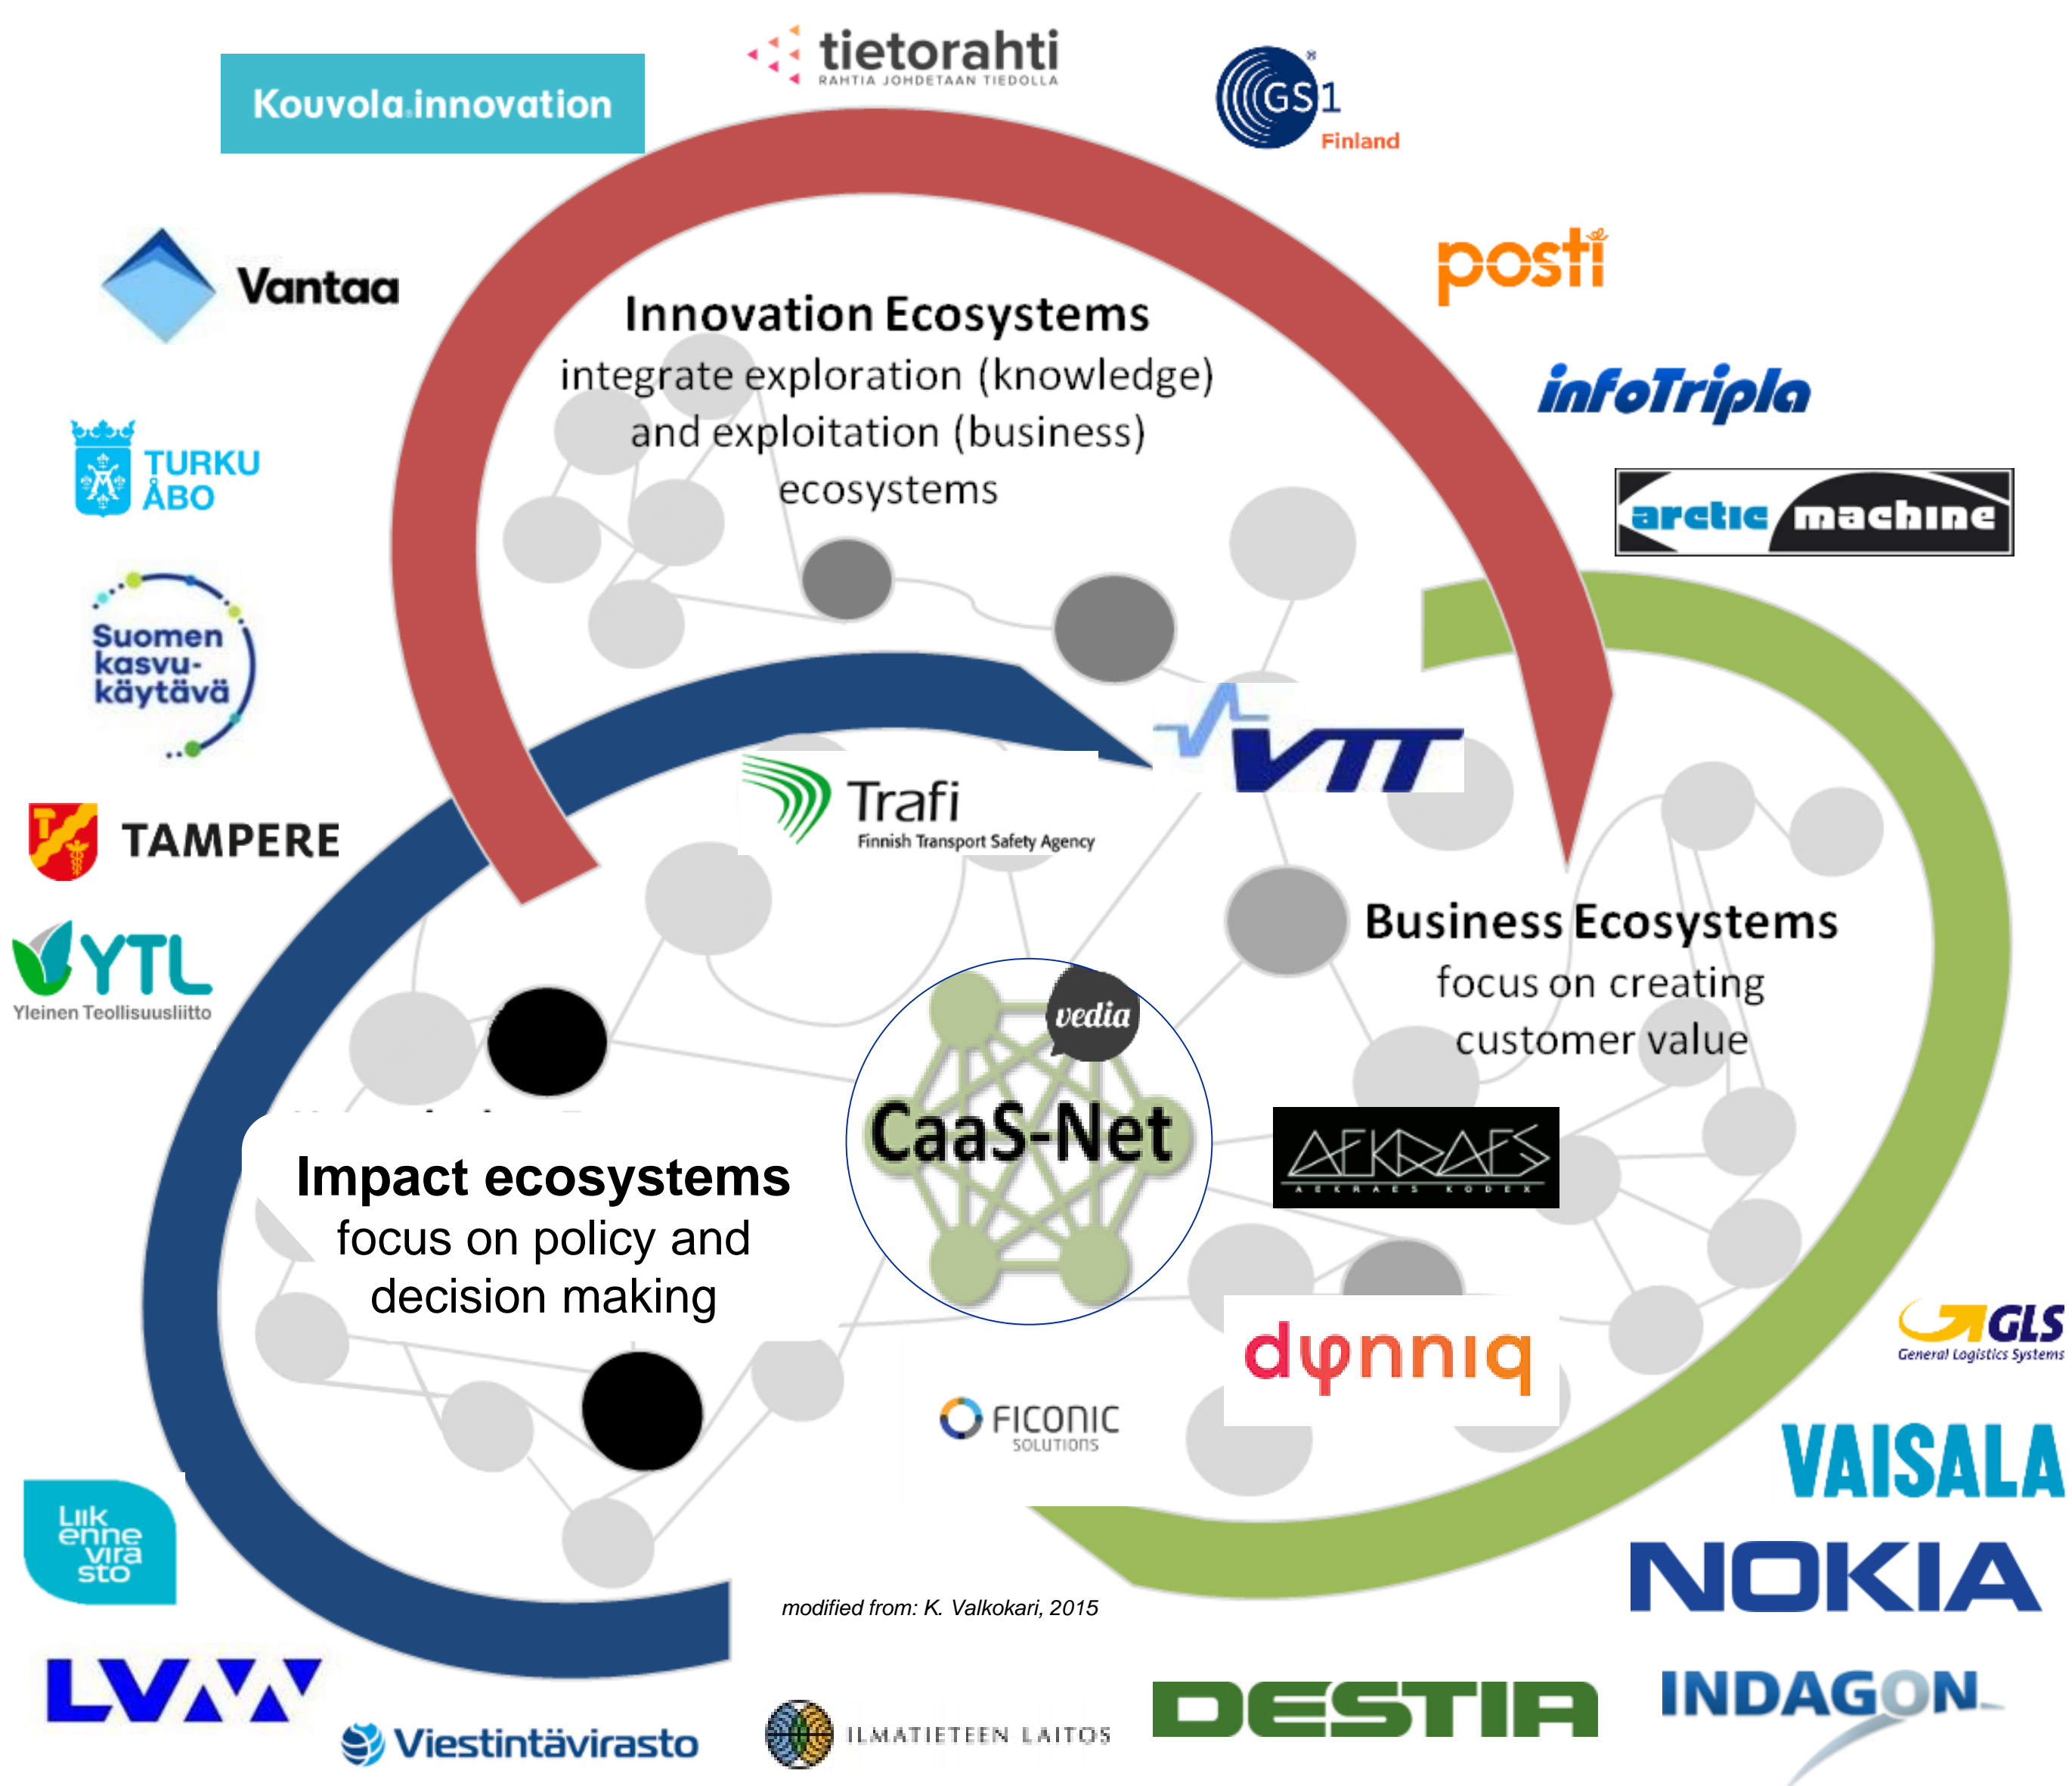 tietorahti
RAHTIA JOHDETAAN TIEDOLLA
Kouvola.innovation
GS1
®
Finland
Vantaa
posti
Innovation Ecosystems
integrate exploration (knowledge)
and exploitation (business)
ecosystems
infoTripla
TURKU
ÅBO
arctic machine
Suomen
kasvu-
käytävä
VTT
Trafi
Finnish Transport Safety Agency
TAMPERE
YTL
Yleinen Teollisuusliitto
Business Ecosystems
focus on creating
customer value
vedia
CaaS-Net
AEKRAES
AEKRAES KODEX
Impact ecosystems
focus on policy and
decision making
GLS
General Logistics Systems
dynniq
FICONIC
SOLUTIONS
VAISALA
Liik
enne
vira
sto
NOKIA
modified from: K. Valkokari, 2015
LVM
Viestintävirasto
ILMATIETEEN LAITOS
DESTIA
INDAGON